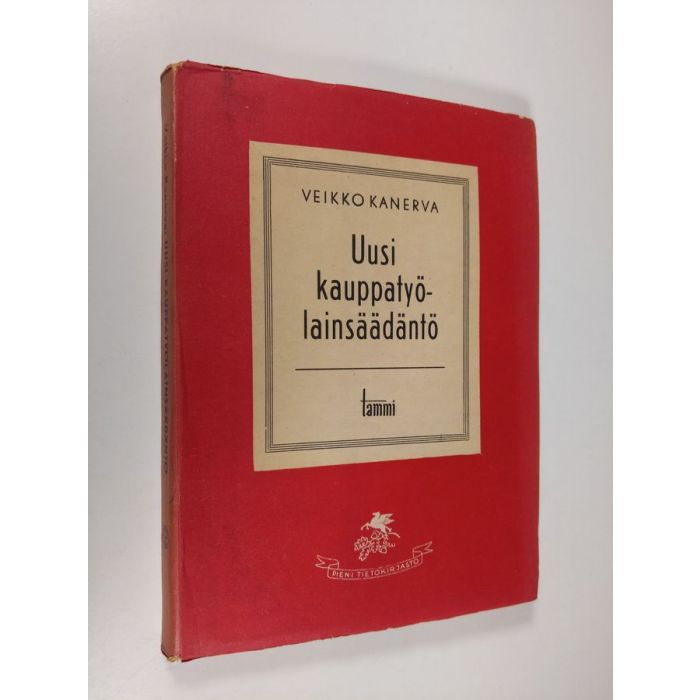 VEIKKO KANERVA
Uusi
kauppatyö-
lainsäädäntö
tammi
PIENI TIETOKIRJASTO